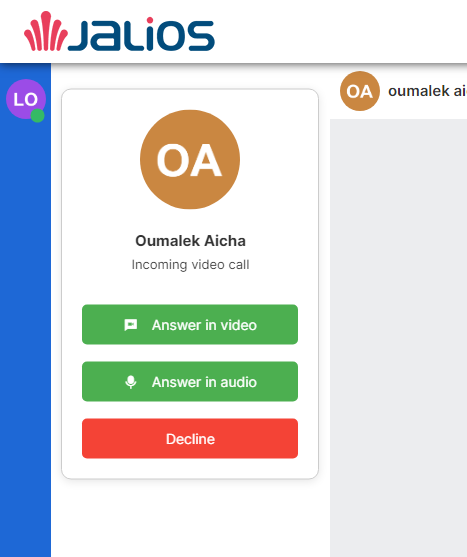 Jalios
LO
OA
oumalek ai
OA
Oumalek Aicha
Incoming video call
Answer in video
Answer in audio
Decline